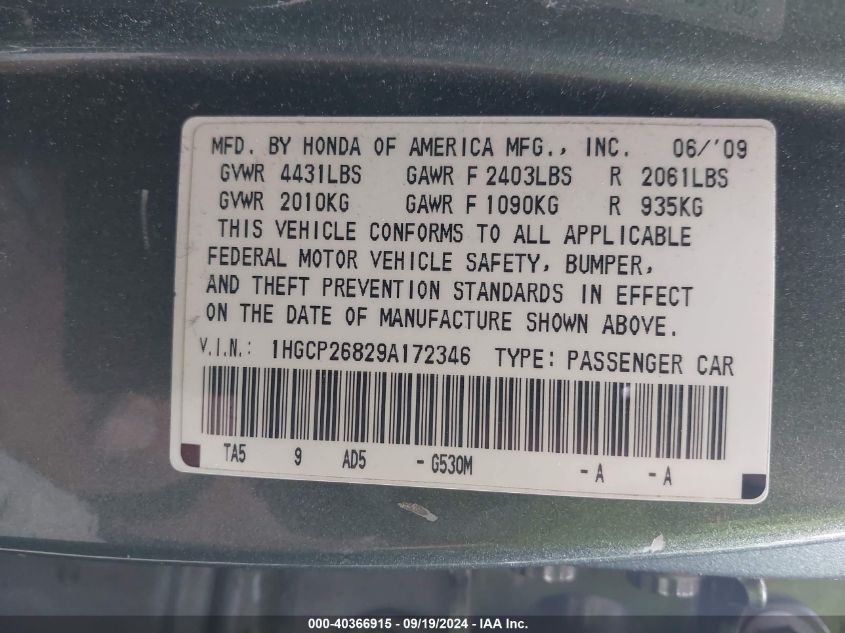 MFD. BY HONDA OF AMERICA MFG., INC. 06/'09
GVWR 4431LBS GAWR F 2403LBS R 2061LBS
GVWR 2010KG GAWR F 1090KG R 935KG
THIS VEHICLE CONFORMS TO ALL APPLICABLE
FEDERAL MOTOR VEHICLE SAFETY, BUMPER,
AND THEFT PREVENTION STANDARDS IN EFFECT
ON THE DATE OF MANUFACTURE SHOWN ABOVE.
V.I.N.: 1HGCP26829A172346 TYPE: PASSENGER CAR
TA5 9 AD5 - G530M - A - A
000-40366915 - 09/19/2024 - IAA Inc.